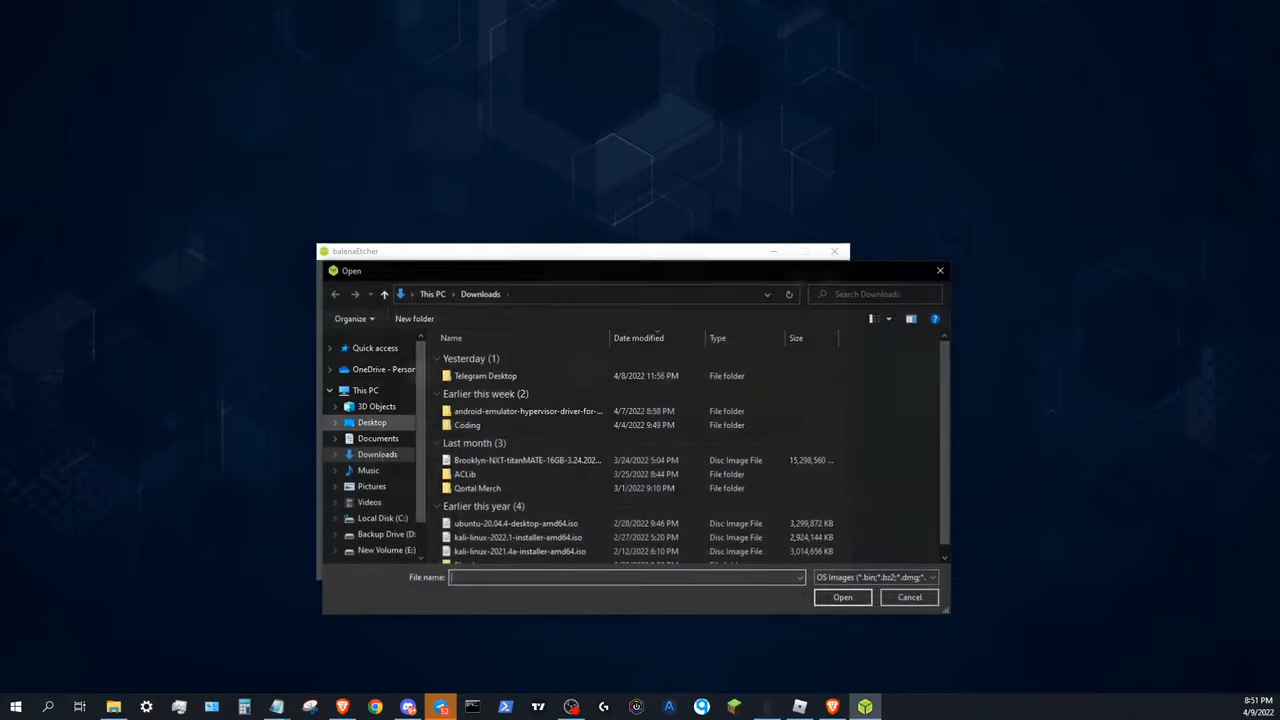 balenaEtcher
Open
This PC
Downloads
Search Downloads
Organize
New folder
Name
Date modified
Type
Size
Quick access
OneDrive - Person
This PC
3D Objects
Desktop
Documents
Downloads
Music
Pictures
Videos
Local Disk (C:)
Backup Drive (D:
New Volume (E:)
Yesterday (1)
Telegram Desktop 4/8/2022 11:56 PM File folder
Earlier this week (2)
android-emulator-hypervisor-driver-for-... 4/7/2022 8:58 PM File folder
Coding 4/4/2022 9:49 PM File folder
Last month (3)
Brooklyn-NXT-titanMATE-16GB-3.24.202... 3/24/2022 5:04 PM Disc Image File 15,298,560 ...
ACLib 3/25/2022 8:44 PM File folder
Qortal Merch 3/1/2022 9:10 PM File folder
Earlier this year (4)
ubuntu-20.04.4-desktop-amd64.iso 2/28/2022 9:46 PM Disc Image File 3,299,872 KB
kali-linux-2022.1-installer-amd64.iso 2/27/2022 5:20 PM Disc Image File 2,924,144 KB
kali-linux-2021.4a-installer-amd64.iso 2/12/2022 6:10 PM Disc Image File 3,014,656 KB
File name:
OS Images (*.bin;*.bz2;*.dmg;*.
Open
Cancel
52
8:51 PM
4/9/2022